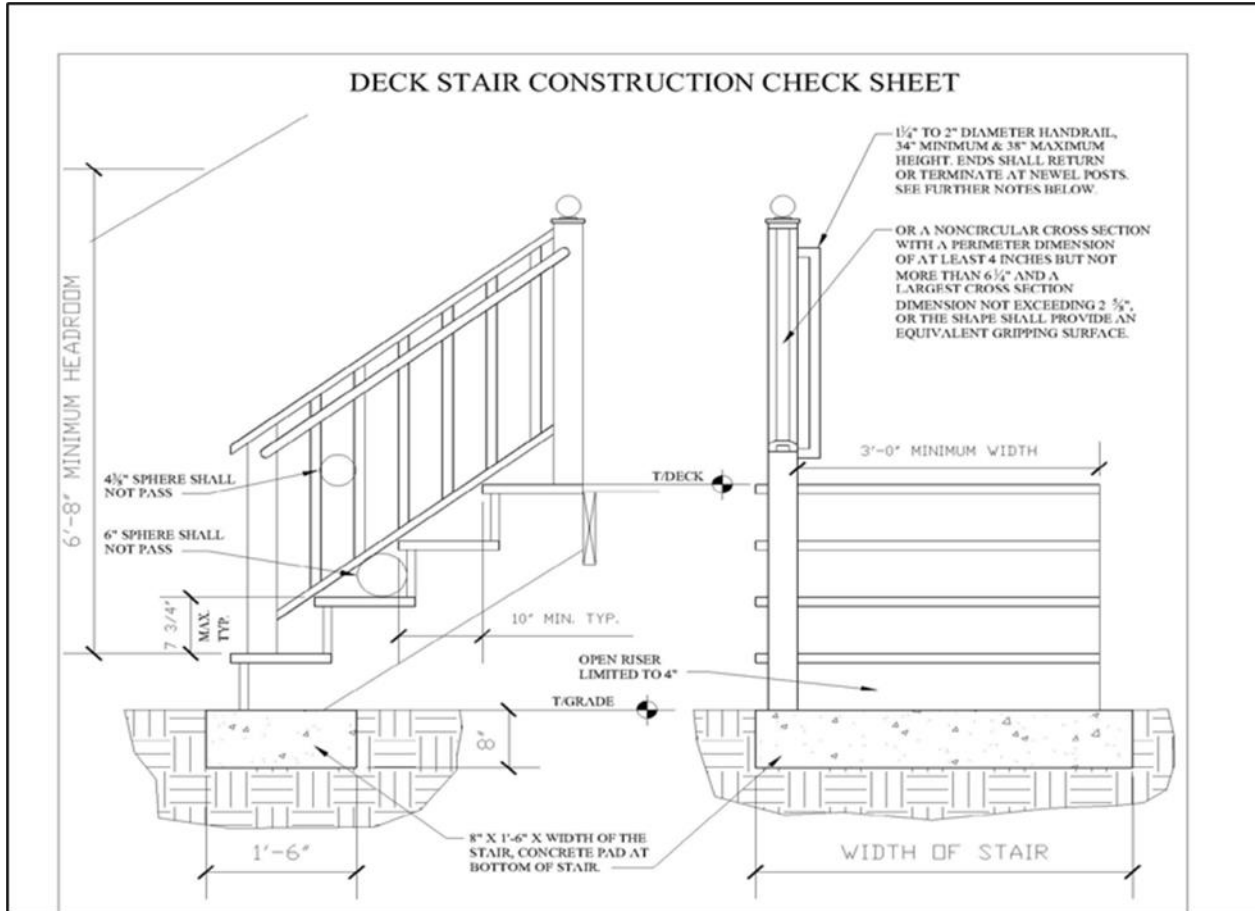 DECK STAIR CONSTRUCTION CHECK SHEET
1¼" TO 2" DIAMETER HANDRAIL,
34" MINIMUM & 38" MAXIMUM
HEIGHT. ENDS SHALL RETURN
OR TERMINATE AT NEWEL POSTS.
SEE FURTHER NOTES BELOW.
OR A NONCIRCULAR CROSS SECTION
WITH A PERIMETER DIMENSION
OF AT LEAST 4 INCHES BUT NOT
MORE THAN 6¼" AND A
LARGEST CROSS SECTION
DIMENSION NOT EXCEEDING 2
OR THE SHAPE SHALL PROVIDE AN
EQUIVALENT GRIPPING SURFACE.
6'-8" MINIMUM HEADROOM
3'-0" MINIMUM WIDTH
T/DECK
4⅜" SPHERE SHALL
NOT PASS
6" SPHERE SHALL
NOT PASS
7 3/4"
MAX.
TYP.
10" MIN. TYP.
OPEN RISER
LIMITED TO 4"
T/GRADE
8"
8" X 1'-6" X WIDTH OF THE
STAIR, CONCRETE PAD AT
BOTTOM OF STAIR.
1'-6"
WIDTH OF STAIR